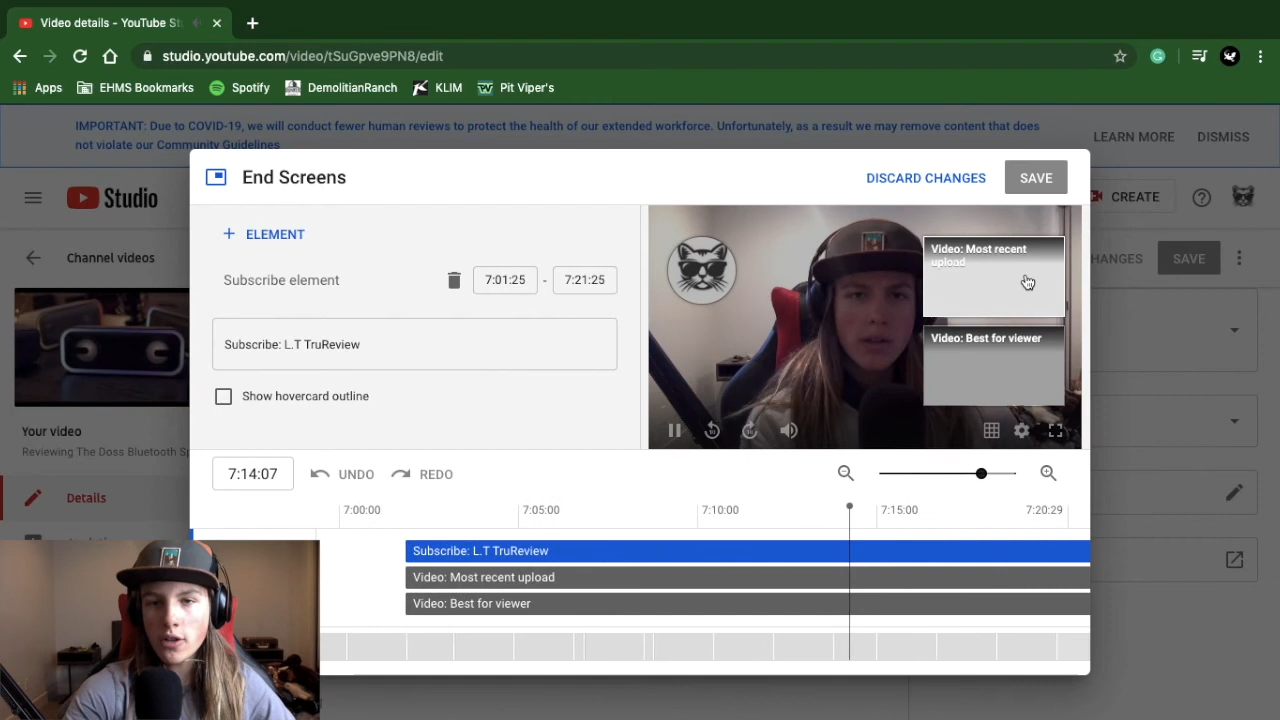 Video details - YouTube St
studio.youtube.com/video/tSuGpve9PN8/edit
Apps
EHMS Bookmarks
Spotify
DemolitianRanch
KLIM
Pit Viper's
IMPORTANT: Due to COVID-19, we will conduct fewer human reviews to protect the health of our extended workforce. Unfortunately, as a result we may remove content that does
not violate our Community Guidelines
LEARN MORE
DISMISS
Studio
CREATE
Channel videos
CHANGES
SAVE
Your video
Reviewing The Doss Bluetooth Sp
Details
End Screens
DISCARD CHANGES
SAVE
+ ELEMENT
Subscribe element
7:01:25 - 7:21:25
Subscribe: L.T TruReview
Show hovercard outline
Video: Most recent
upload
Video: Best for viewer
7:14:07
UNDO
REDO
7:00:00
7:05:00
7:10:00
7:15:00
7:20:29
Subscribe: L.T TruReview
Video: Most recent upload
Video: Best for viewer